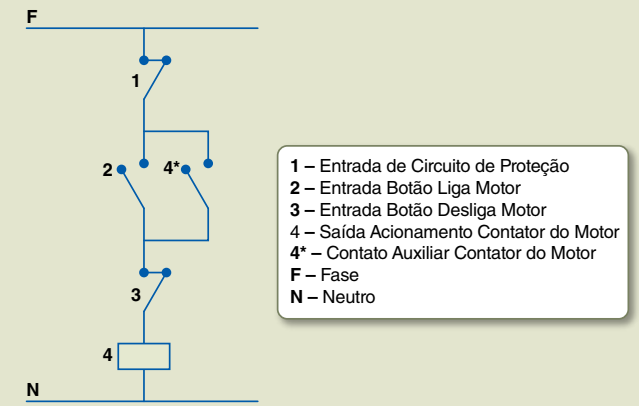 F
1
2
4*
3
4
N
1 – Entrada de Circuito de Proteção
2 – Entrada Botão Liga Motor
3 – Entrada Botão Desliga Motor
4 – Saída Acionamento Contator do Motor
4* – Contato Auxiliar Contator do Motor
F – Fase
N – Neutro